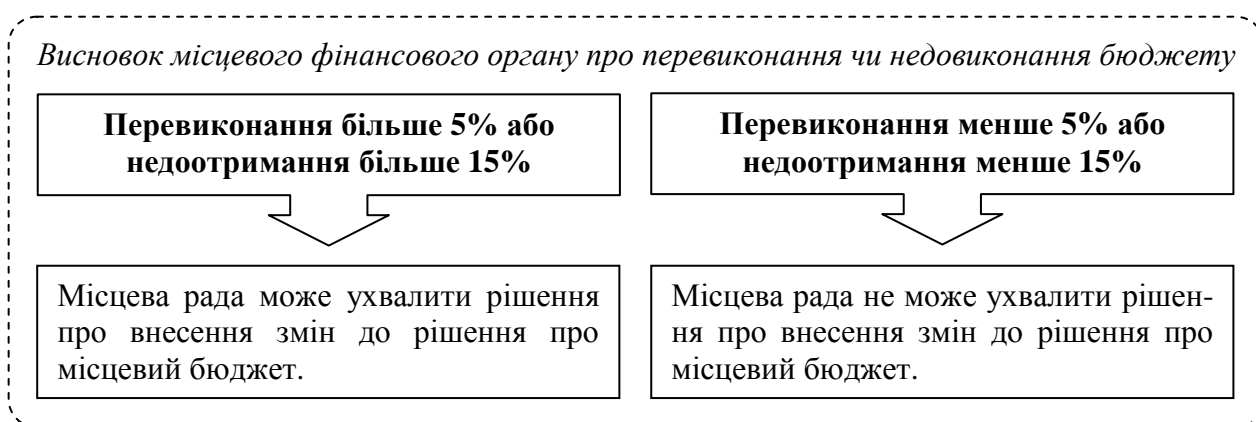 Висновок місцевого фінансового органу про перевиконання чи недовиконання бюджету
Перевиконання більше 5% або
недоотримання більше 15%
Перевиконання менше 5% або
недоотримання менше 15%
Місцева рада може ухвалити рішення
про внесення змін до рішення про
місцевий бюджет.
Місцева рада не може ухвалити рішен-
ня про внесення змін до рішення про
місцевий бюджет.